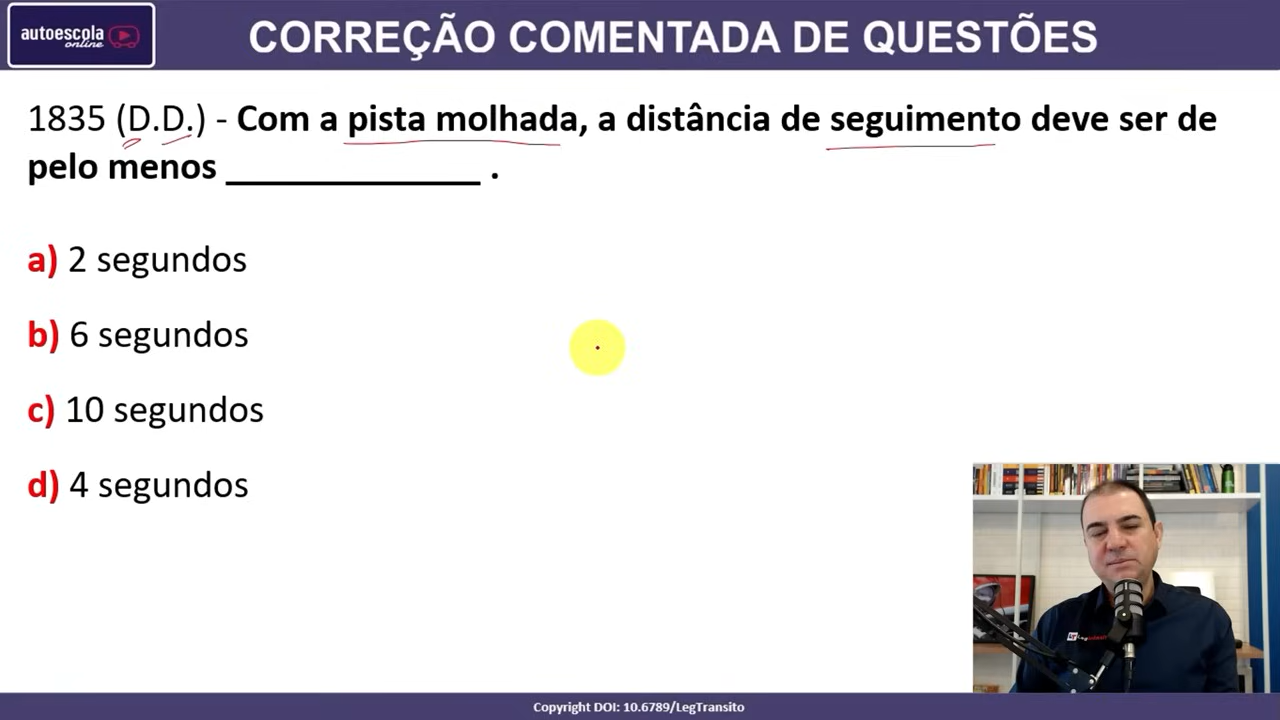 autoescola
online
CORREÇÃO COMENTADA DE QUESTÕES
1835 (D.D.) - Com a pista molhada, a distância de seguimento deve ser de
pelo menos ______________ .
a) 2 segundos
b) 6 segundos
c) 10 segundos
d) 4 segundos
Copyright DOI: 10.6789/LegTransito